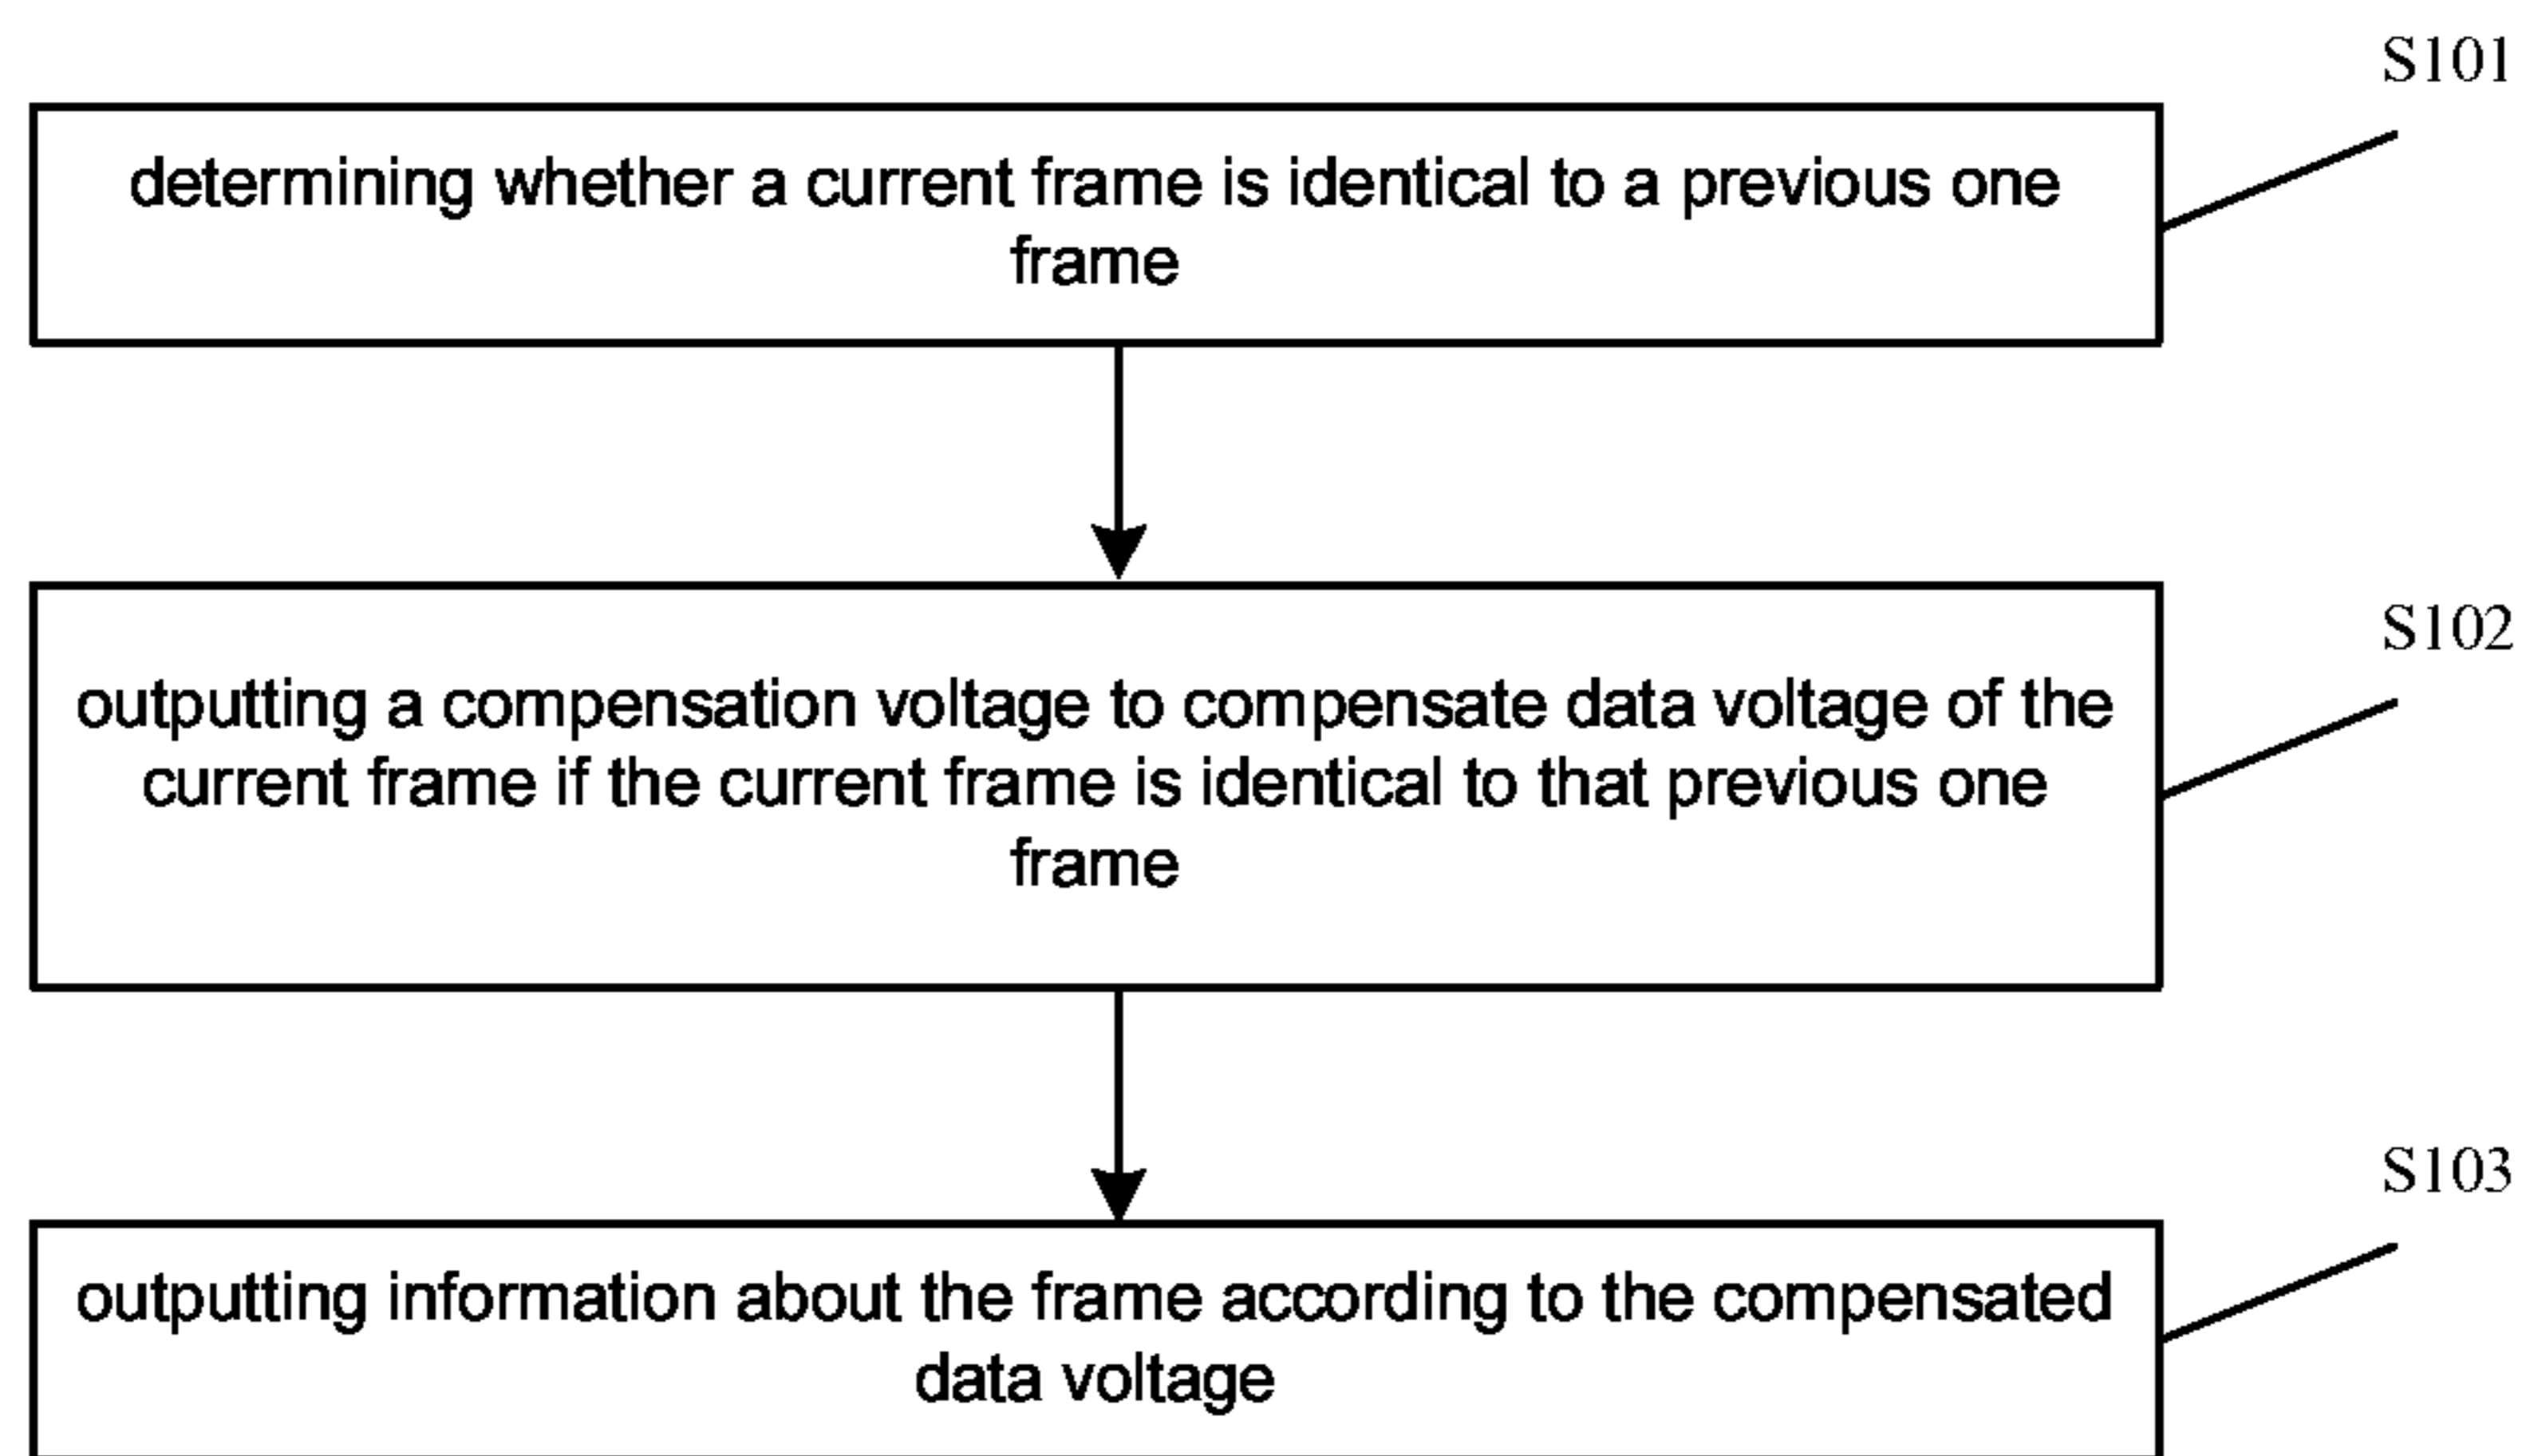 S101
determining whether a current frame is identical to a previous one
frame
S102
outputting a compensation voltage to compensate data voltage of the
current frame if the current frame is identical to that previous one
frame
S103
outputting information about the frame according to the compensated
data voltage